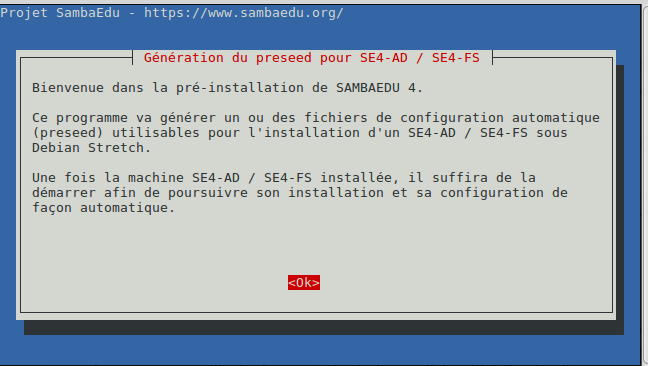 Projet SambaEdu - https://www.sambaedu.org/
Génération du preseed pour SE4-AD / SE4-FS
Bienvenue dans la pré-installation de SAMBAEDU 4.
Ce programme va générer un ou des fichiers de configuration automatique
(preseed) utilisables pour l'installation d'un SE4-AD / SE4-FS sous
Debian Stretch.
Une fois la machine SE4-AD / SE4-FS installée, il suffira de la
démarrer afin de poursuivre son installation et sa configuration de
façon automatique.
<Ok>